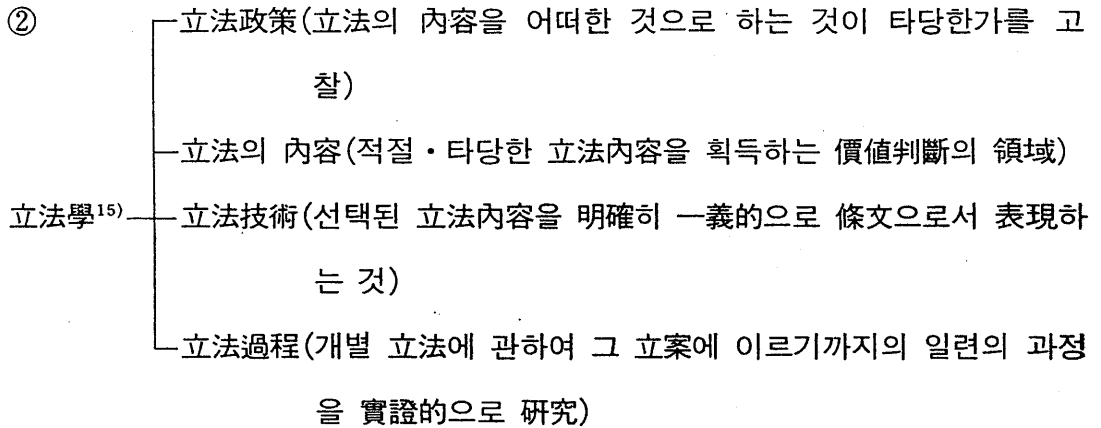 ②
立法政策(立法의 內容을 어떠한 것으로 하는 것이 타당한가를 고
찰)
立法의 內容(적절・타당한 立法內容을 획득하는 價値判斷의 領域)
立法學15) 立法技術(선택된 立法內容을 明確히 一義的으로 條文으로서 表現하
는 것)
立法過程(개별 立法에 관하여 그 立案에 이르기까지의 일련의 과정
을 實證的으로 硏究)